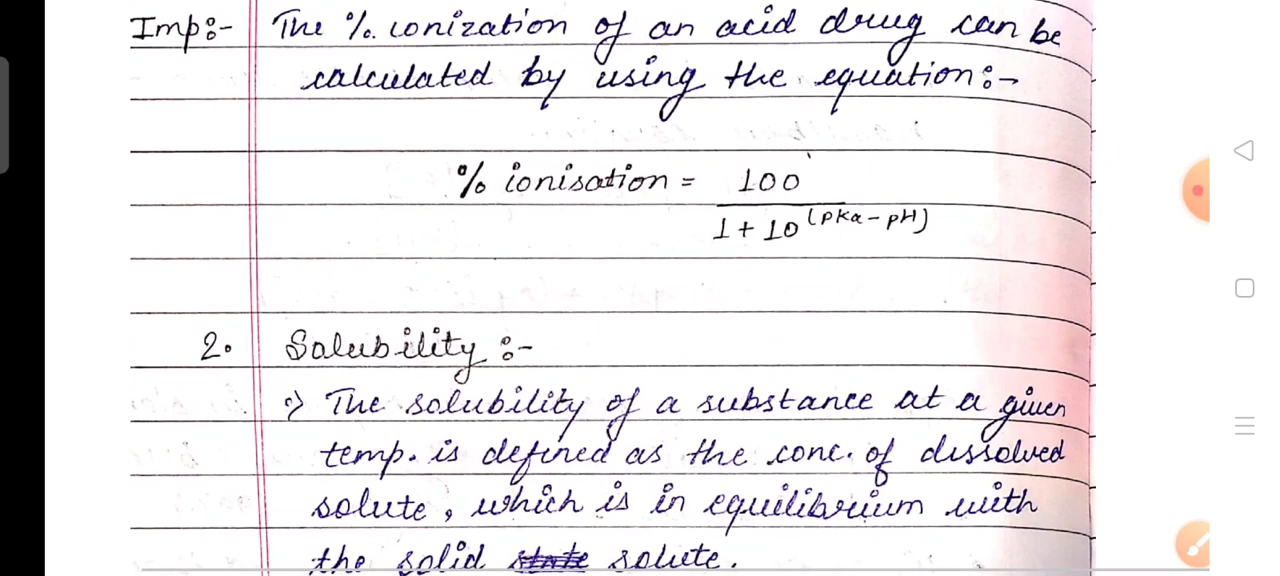 Imp:- The %. ionization of an acid drug can be
calculated by using the equation:-
% ionisation = 100
1 + 10 (pKa - pH)
2. Solubility :-
The solubility of a substance at a given
temp. is defined as the conc. of dissolved
solute, which is in equilibrium with
the solid state solute.